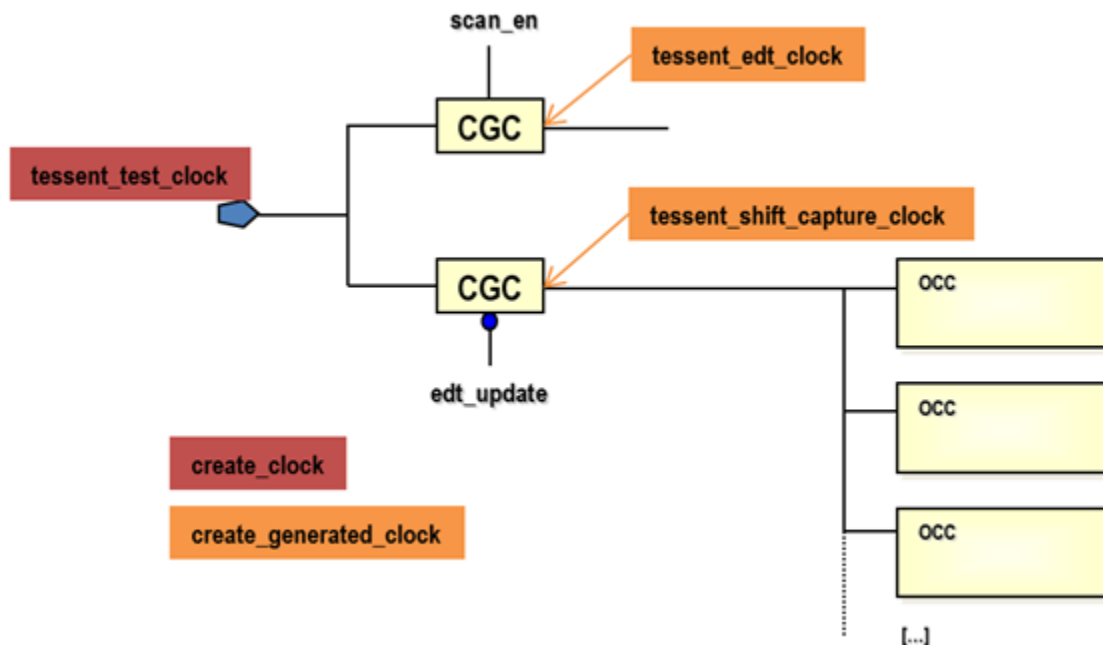 scan_en
tessent_edt_clock
CGC
tessent_test_clock
tessent_shift_capture_clock
CGC
OCC
edt_update
OCC
create_clock
create_generated_clock
OCC
[...]